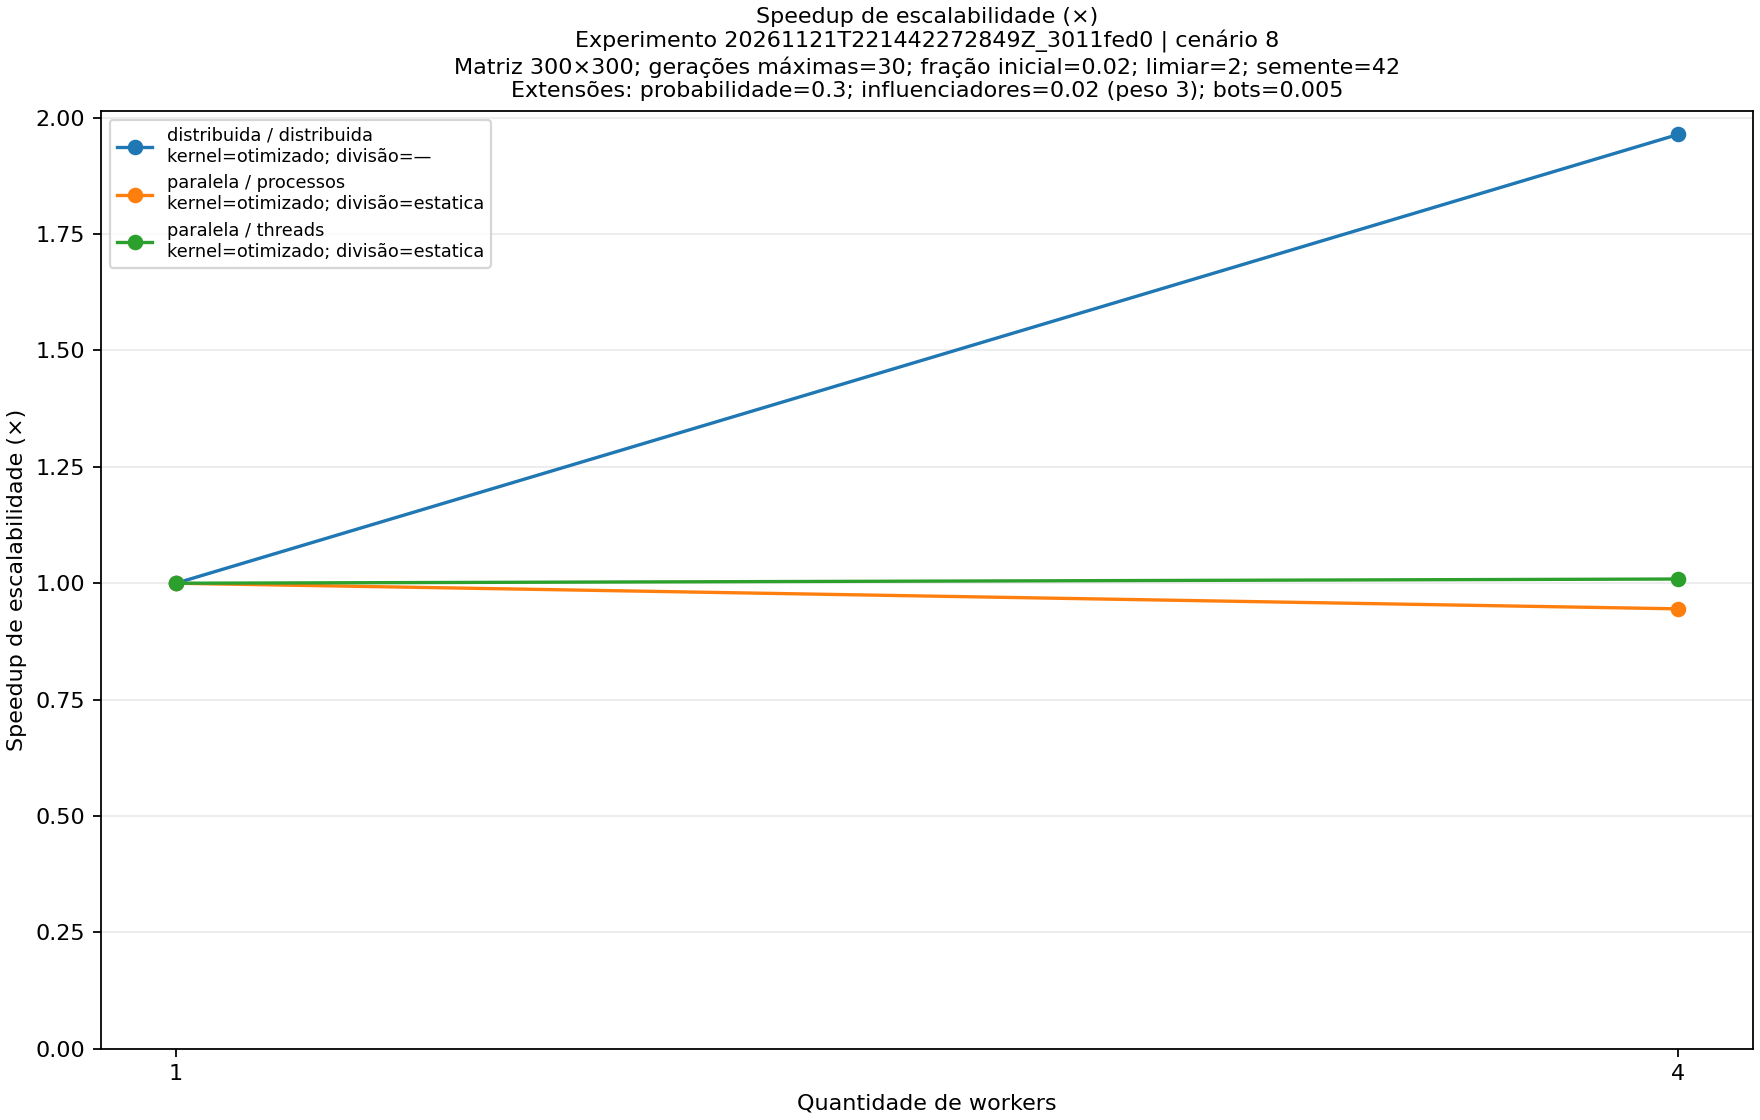 Speedup de escalabilidade (×)
Experimento 20261121T221442272849Z_3011fed0 | cenário 8
Matriz 300×300; gerações máximas=30; fração inicial=0.02; limiar=2; semente=42
Extensões: probabilidade=0.3; influenciadores=0.02 (peso 3); bots=0.005
distribuida / distribuida
kernel=otimizado; divisão=—
paralela / processos
kernel=otimizado; divisão=estatica
paralela / threads
kernel=otimizado; divisão=estatica
Speedup de escalabilidade (×)
2.00
1.75
1.50
1.25
1.00
0.75
0.50
0.25
0.00
1
4
Quantidade de workers